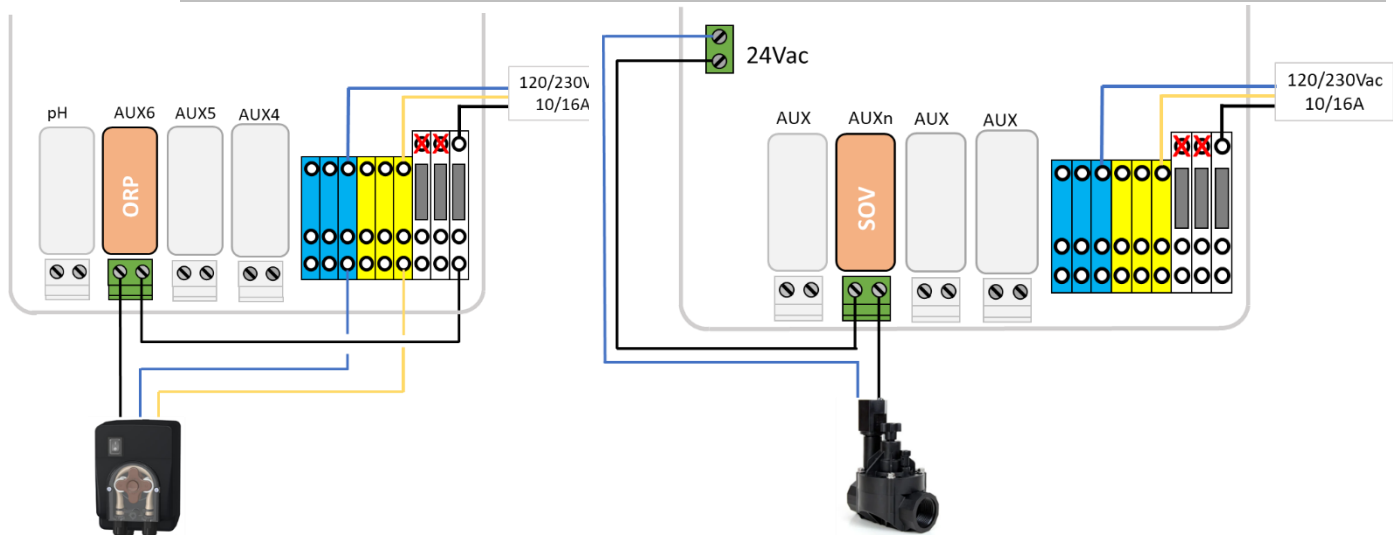 24Vac
120/230V
10/16A
120/230Vac
10/16A
pH
AUX6
AUX5
AUX4
AUX
AUXn
AUX
AUX
ORP
SOV